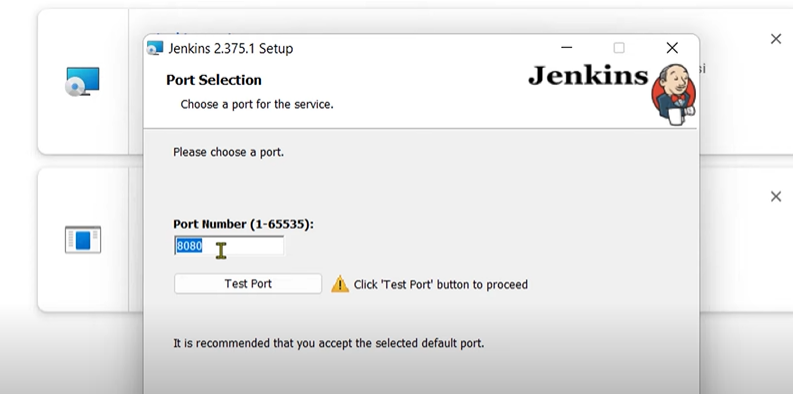 Jenkins 2.375.1 Setup
Port Selection
Jenkins
Choose a port for the service.
Please choose a port.
Port Number (1-65535):
8080
Test Port
Click 'Test Port' button to proceed
It is recommended that you accept the selected default port.